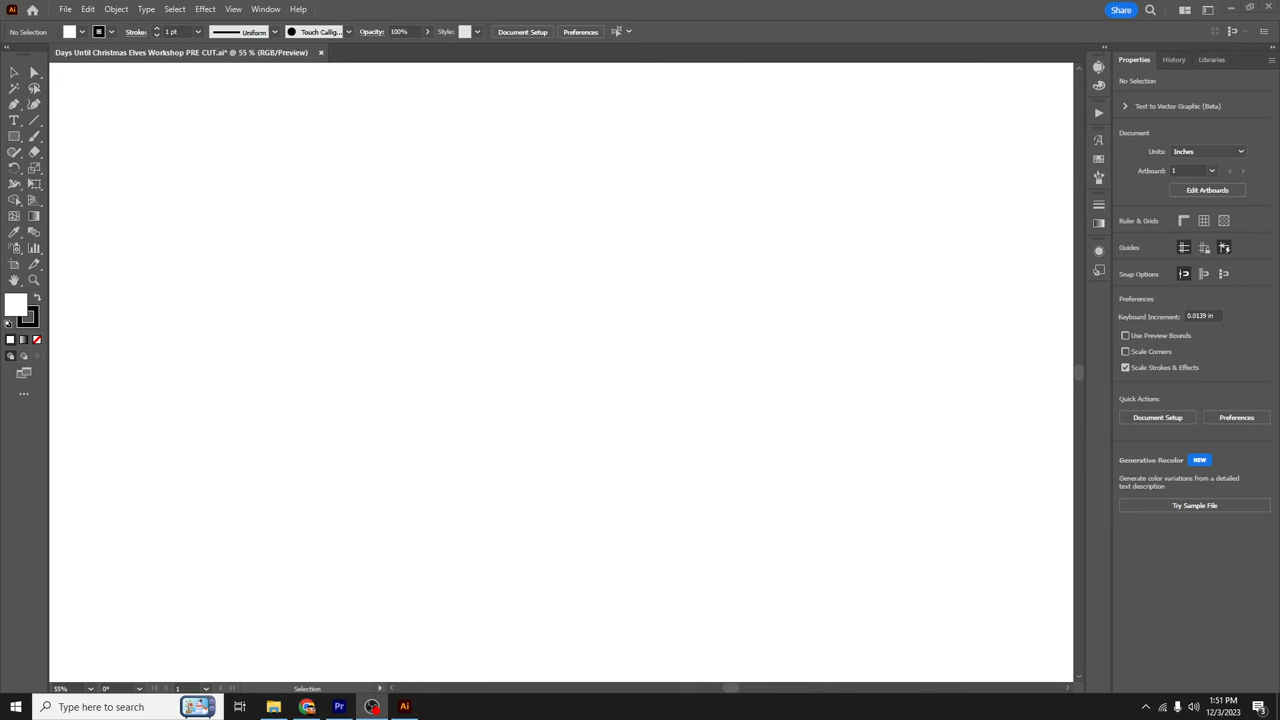 Ai File Edit Object Type Select Effect View Window Help Share
No Selection Stroke: 1 pt Uniform Touch Callig... Opacity: 100% Style: Document Setup Preferences
Days Until Christmas Elves Workshop PRE CUT.ai* @ 55 % (RGB/Preview) ×
Properties History Libraries
No Selection
Text to Vector Graphic (Beta)
Document
Units: Inches
Artboard: 1
Edit Artboards
Ruler & Grids
Guides
Snap Options
Preferences
Keyboard Increment: 0.0139 in
Use Preview Bounds
Scale Corners
Scale Strokes & Effects
Quick Actions
Document Setup Preferences
Generative Recolor NEW
Generate color variations from a detailed
text description
Try Sample File
55% 0° 1 Selection
Type here to search Pr Ai 1:51 PM
12/3/2023